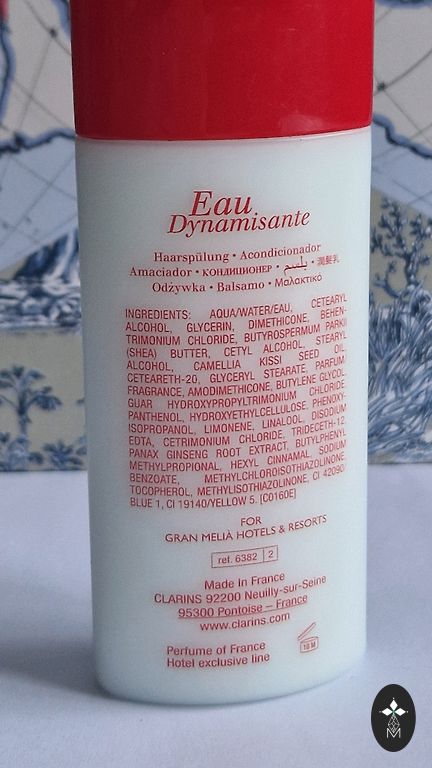 Eau
Dynamisante
Haarspülung • Acondicionador
Amaciador • кондиционер • بلسم • 潤髮乳
Odżywka • Balsamo • Μαλακτικό
INGREDIENTS: AQUA/WATER/EAU, CETEARYL
ALCOHOL, GLYCERIN, DIMETHICONE, BEHEN-
TRIMONIUM CHLORIDE, BUTYROSPERMUM PARKII
(SHEA) BUTTER, CETYL ALCOHOL, STEARYL
ALCOHOL, CAMELLIA KISSI SEED OIL,
CETEARETH-20, GLYCERYL STEARATE, PARFUM/
FRAGRANCE, AMODIMETHICONE, BUTYLENE GLYCOL,
GUAR HYDROXYPROPYLTRIMONIUM CHLORIDE,
PANTHENOL, HYDROXYETHYLCELLULOSE, PHENOXY-
ISOPROPANOL, LIMONENE, LINALOOL, DISODIUM
EDTA, CETRIMONIUM CHLORIDE, TRIDECETH-12,
PANAX GINSENG ROOT EXTRACT, BUTYLPHENYL
METHYLPROPIONAL, HEXYL CINNAMAL, SODIUM
BENZOATE, METHYLCHLOROISOTHIAZOLINONE,
TOCOPHEROL, METHYLISOTHIAZOLINONE, CI 42090/
BLUE 1, CI 19140/YELLOW 5. [C0160E]
FOR
GRAN MELIÀ HOTELS & RESORTS
ref. 6382 2
Made in France
CLARINS 92200 Neuilly-sur-Seine
95300 Pontoise – France
www.clarins.com
Perfume of France
Hotel exclusive line
M